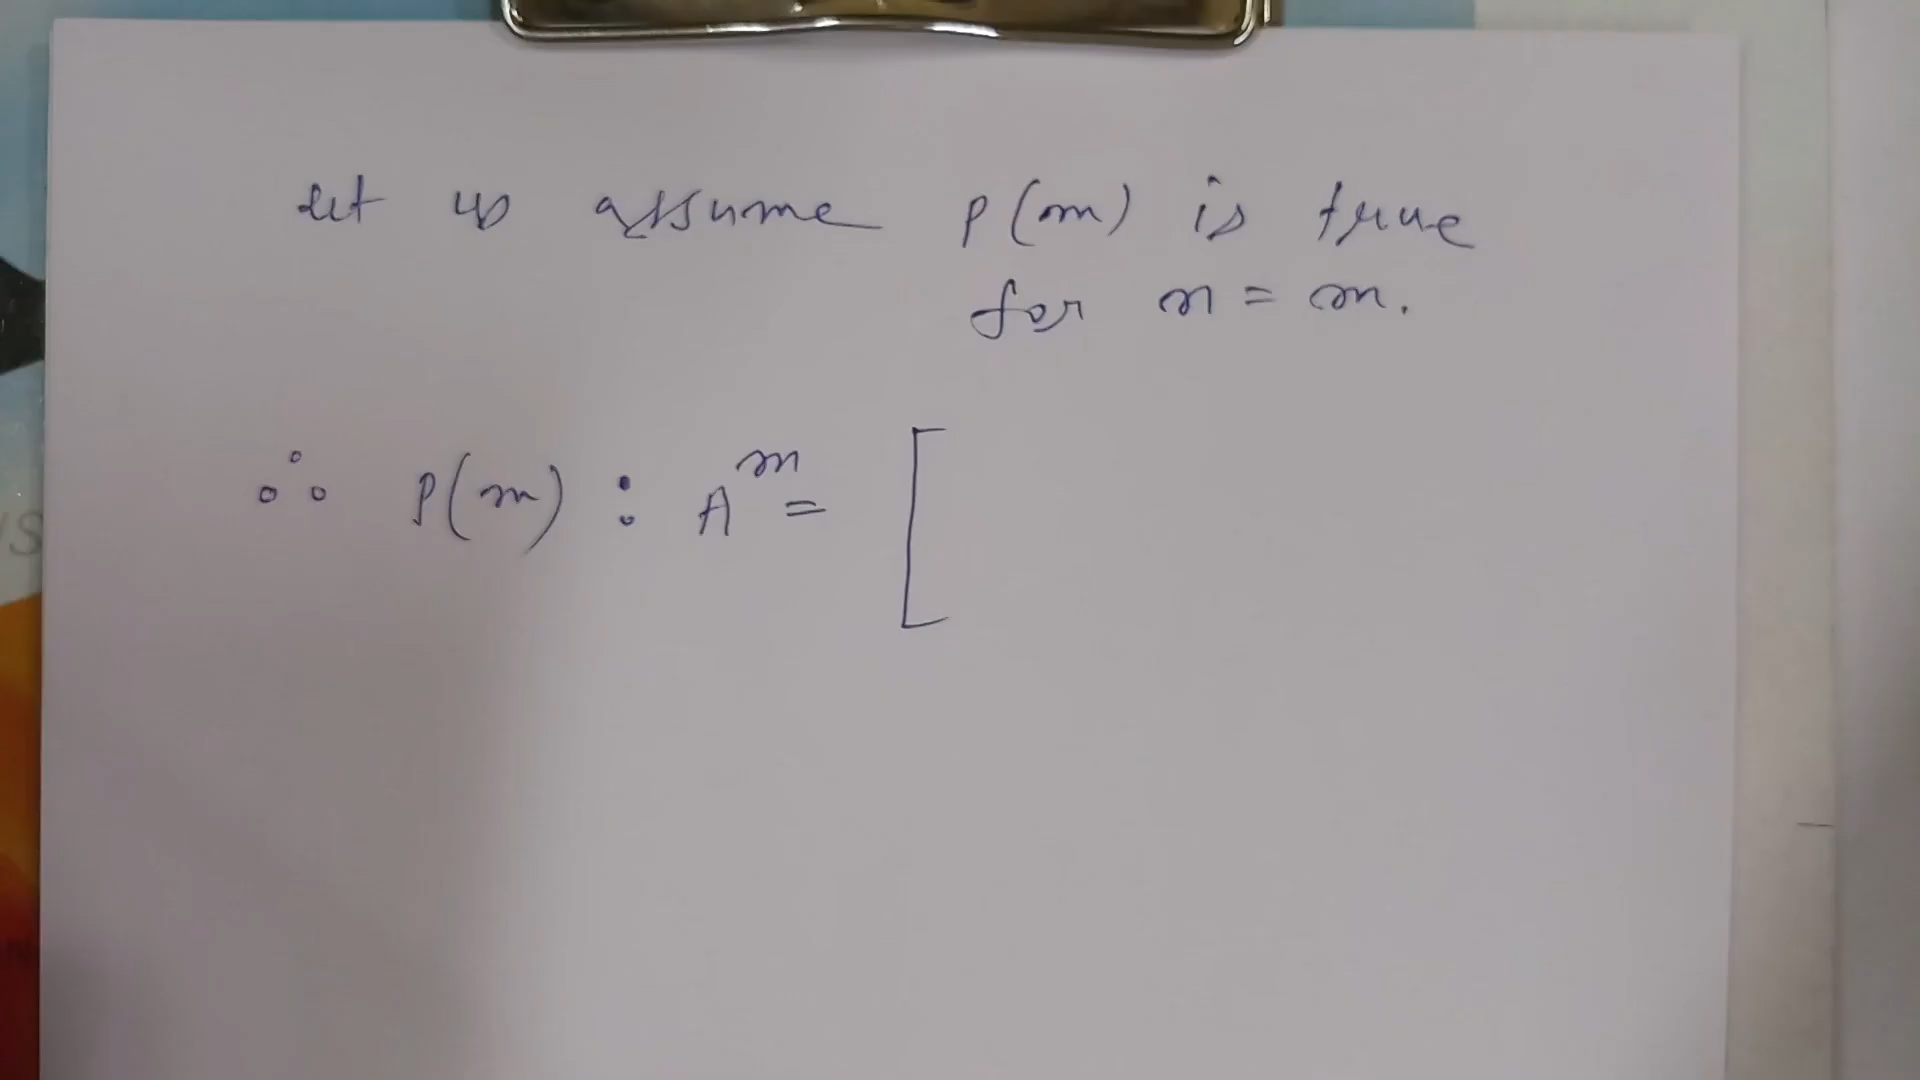 Let us assume P(m) is true
for n = m.
∴ P(m) : A^m = [